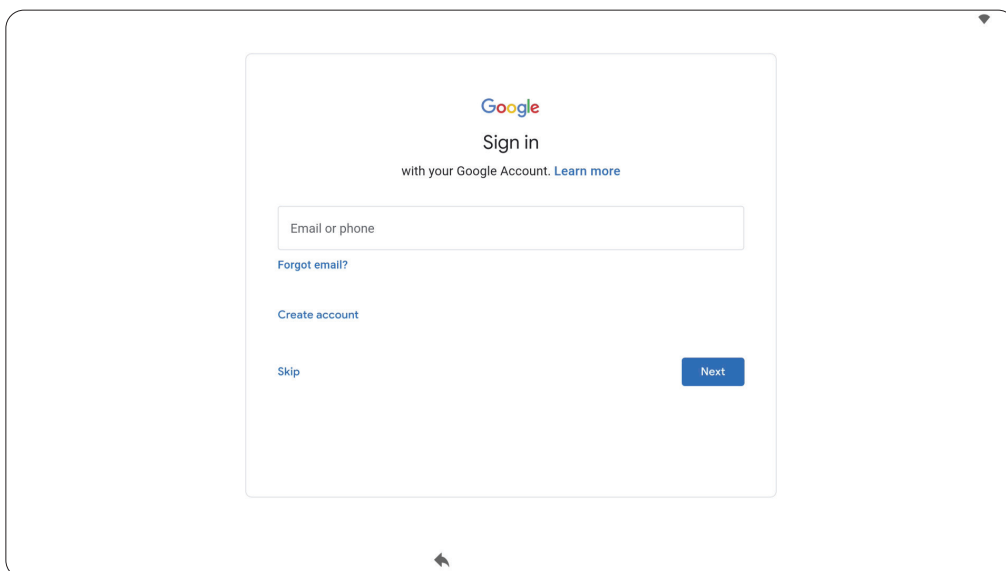 Google
Sign in
with your Google Account. Learn more
Email or phone
Forgot email?
Create account
Skip
Next